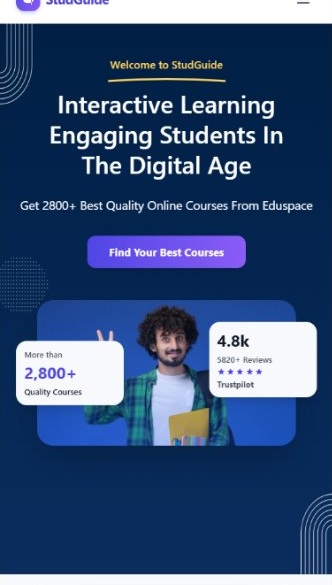 StudGuide
Welcome to StudGuide
Interactive Learning
Engaging Students In
The Digital Age
Get 2800+ Best Quality Online Courses From Eduspace
Find Your Best Courses
More than
2,800+
Quality Courses
4.8k
5820+ Reviews
★★★★★
Trustpilot